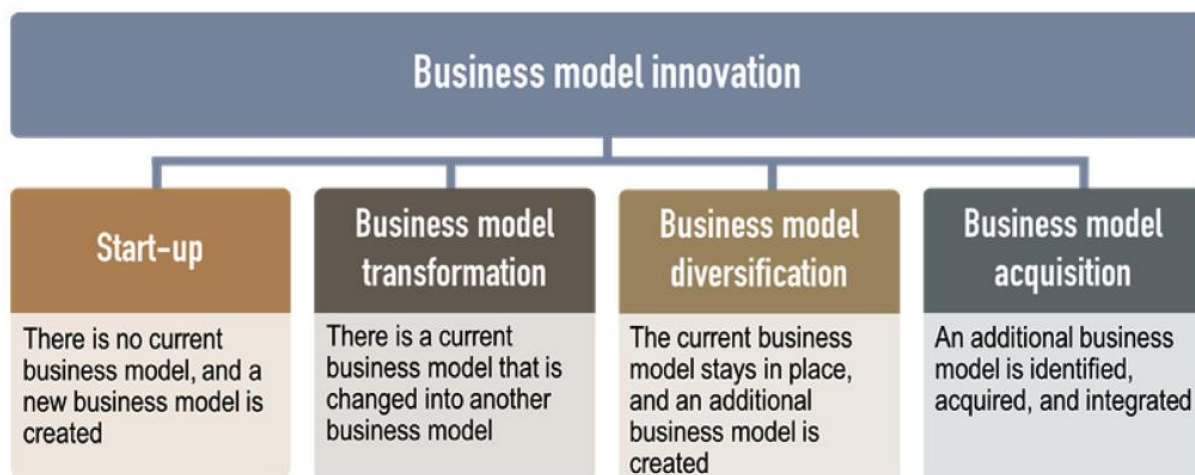 Business model innovation
Start-up
There is no current
business model, and a
new business model is
created
Business model
transformation
There is a current
business model that is
changed into another
business model
Business model
diversification
The current business
model stays in place,
and an additional
business model is
created
Business model
acquisition
An additional business
model is identified,
acquired, and integrated